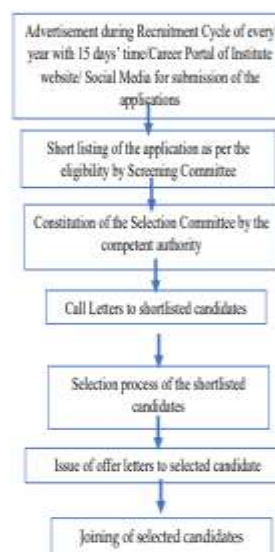 Advertisement during Recruitment Cycle of every
year with 15 days' time/Career Portal of Institute
website/ Social Media for submission of the
applications
Short listing of the application as per the
eligibility by Screening Committee
Constitution of the Selection Committee by the
competent authority
Call Letters to shortlisted candidates
Selection process of the shortlisted
candidates
Issue of offer letters to selected candidate
Joining of selected candidates